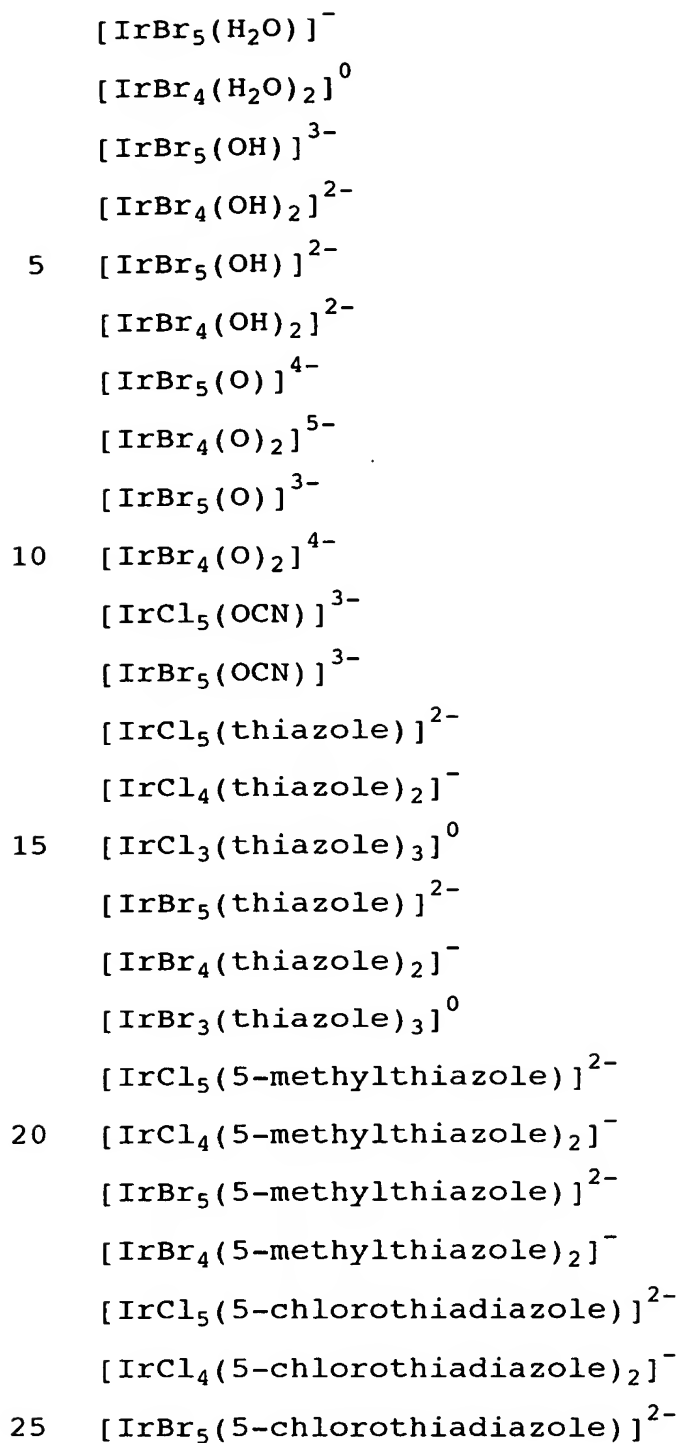 [IrBr₅(H₂O)]⁻
[IrBr₄(H₂O)₂]⁰
[IrBr₅(OH)]³⁻
[IrBr₄(OH)₂]²⁻
5 [IrBr₅(OH)]²⁻
[IrBr₄(OH)₂]²⁻
[IrBr₅(O)]⁴⁻
[IrBr₄(O)₂]⁵⁻
[IrBr₅(O)]³⁻
10 [IrBr₄(O)₂]⁴⁻
[IrCl₅(OCN)]³⁻
[IrBr₅(OCN)]³⁻
[IrCl₅(thiazole)]²⁻
[IrCl₄(thiazole)₂]⁻
15 [IrCl₃(thiazole)₃]⁰
[IrBr₅(thiazole)]²⁻
[IrBr₄(thiazole)₂]⁻
[IrBr₃(thiazole)₃]⁰
[IrCl₅(5-methylthiazole)]²⁻
20 [IrCl₄(5-methylthiazole)₂]⁻
[IrBr₅(5-methylthiazole)]²⁻
[IrBr₄(5-methylthiazole)₂]⁻
[IrCl₅(5-chlorothiadiazole)]²⁻
[IrCl₄(5-chlorothiadiazole)₂]⁻
25 [IrBr₅(5-chlorothiadiazole)]²⁻